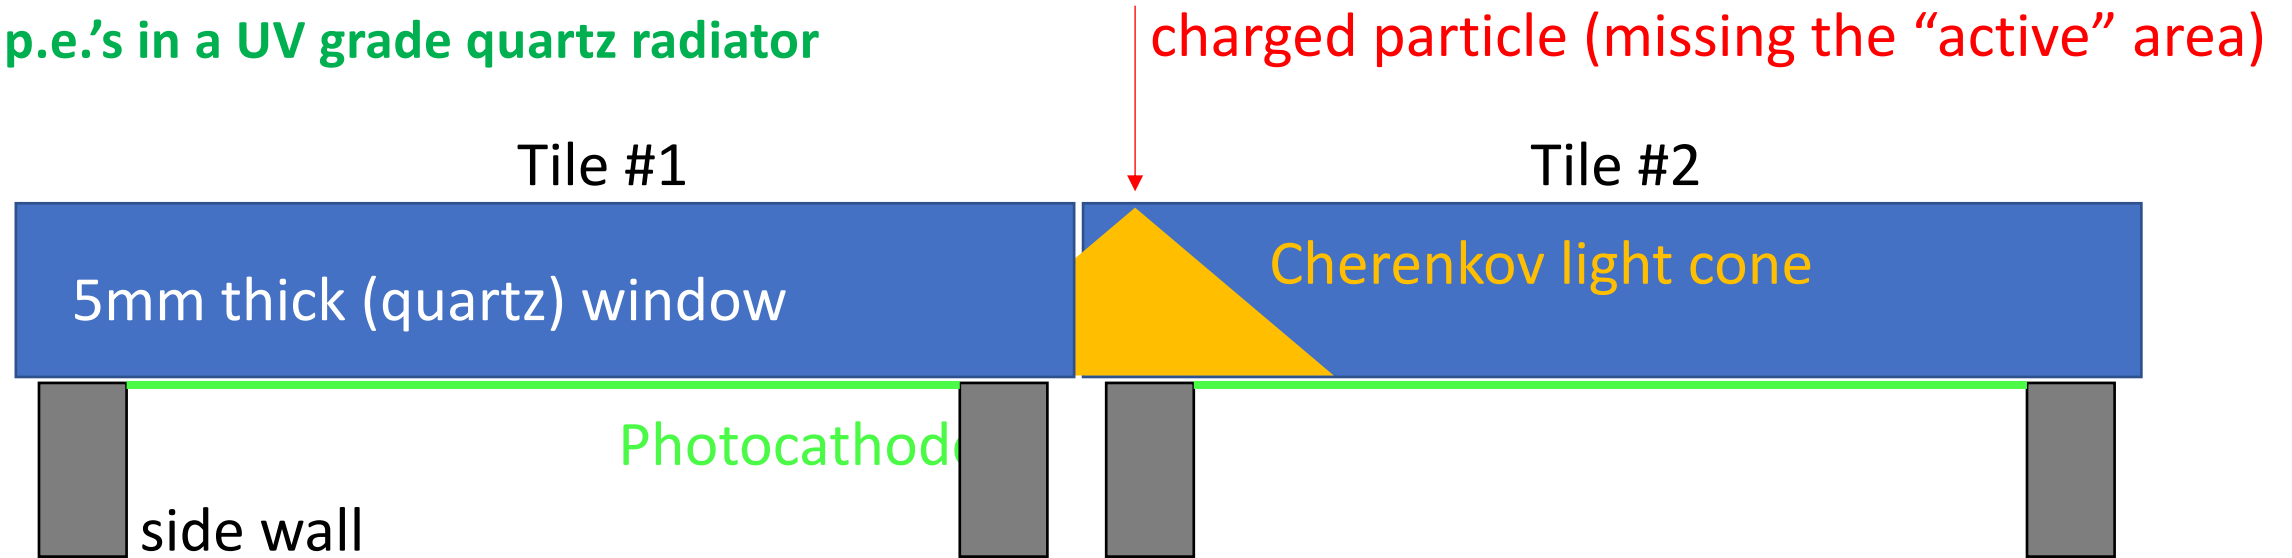 p.e.’s in a UV grade quartz radiator
charged particle (missing the “active” area)
Tile #1
Tile #2
Cherenkov light cone
5mm thick (quartz) window
Photocathode
side wall